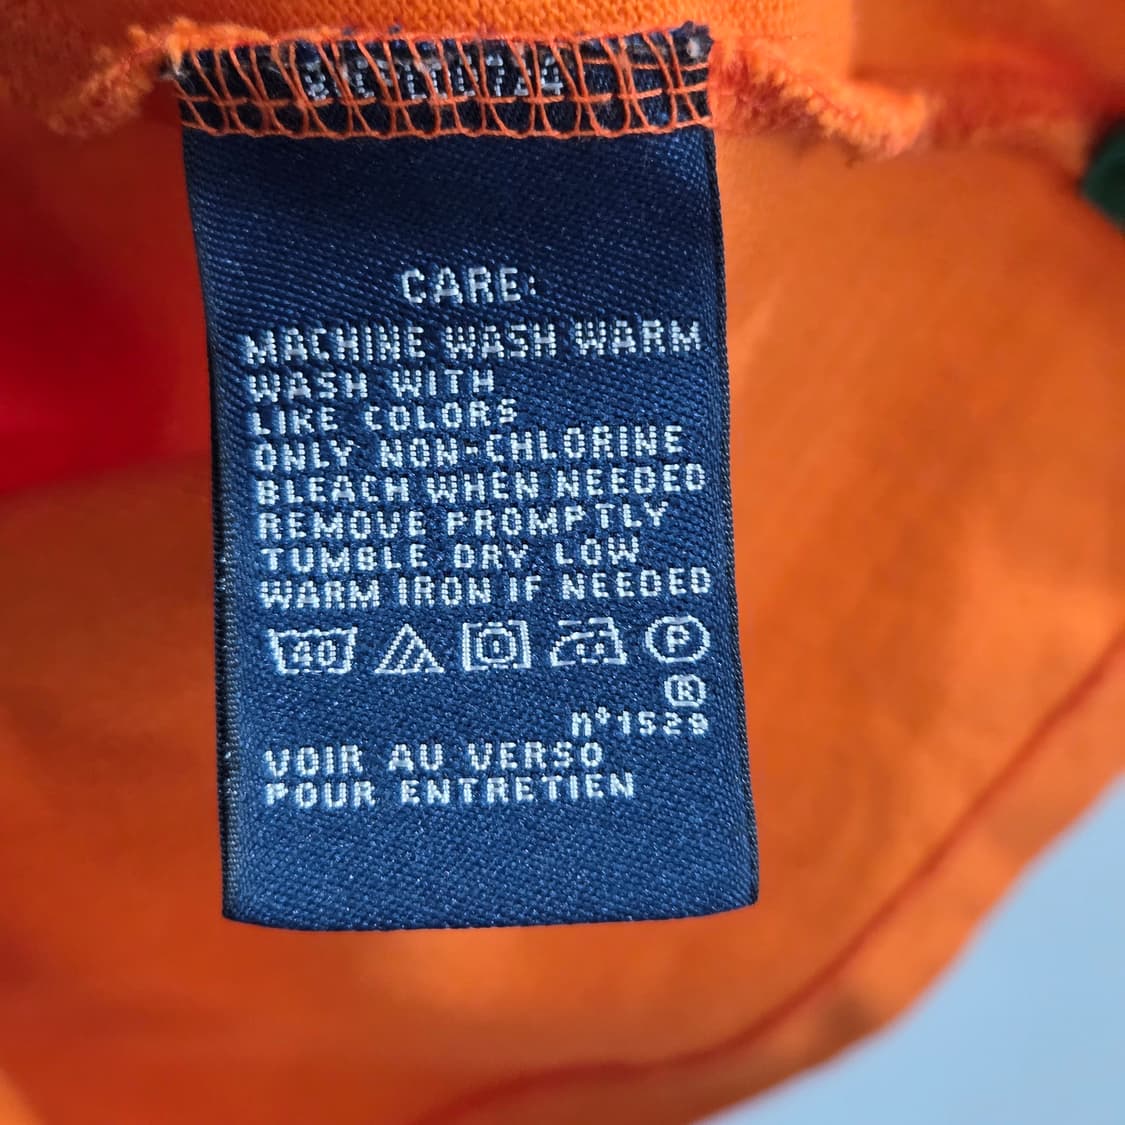 CARE:
MACHINE WASH WARM
WASH WITH
LIKE COLORS
ONLY NON-CHLORINE
BLEACH WHEN NEEDED
REMOVE PROMPTLY
TUMBLE DRY LOW
WARM IRON IF NEEDED
40 P
®
n°1529
VOIR AU VERSO
POUR ENTRETIEN